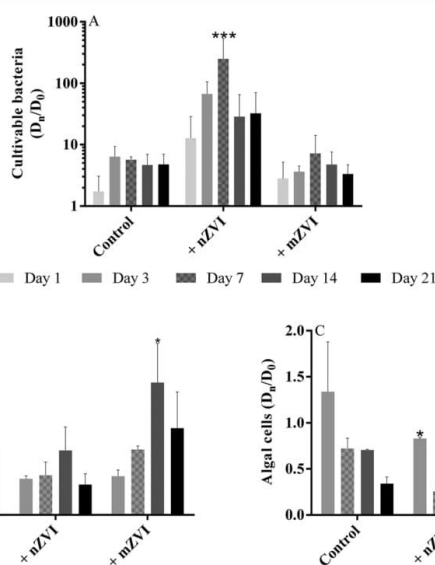 A
1000
100
10
1
Cultivable bacteria
(Dn/D0)
***
Control
+ nZVI
+ mZVI
Day 1 Day 3 Day 7 Day 14 Day 21
*
+ nZVI
+ mZVI
C
2.0
1.5
1.0
0.5
0.0
Algal cells (Dn/D0)
*
Control